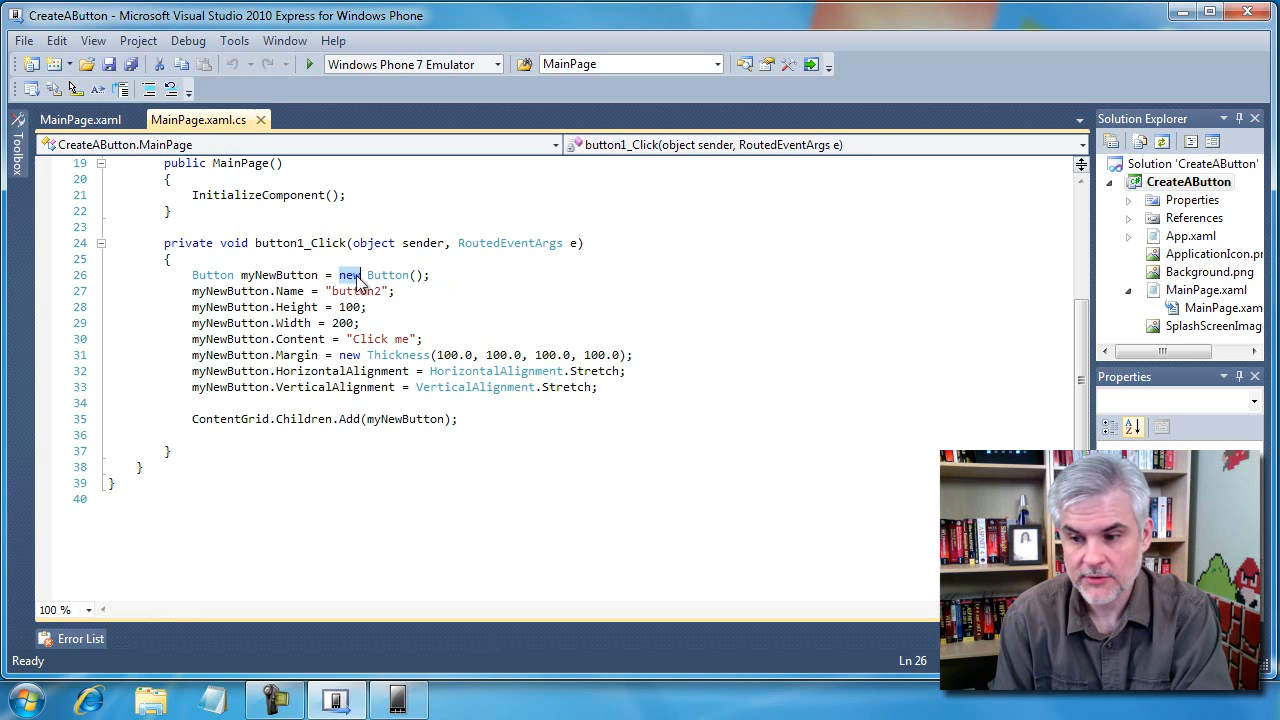 CreateAButton - Microsoft Visual Studio 2010 Express for Windows Phone
File Edit View Project Debug Tools Window Help
Windows Phone 7 Emulator MainPage
MainPage.xaml MainPage.xaml.cs Solution Explorer
CreateAButton.MainPage button1_Click(object sender, RoutedEventArgs e)
Toolbox
19 public MainPage()
20 {
21 InitializeComponent();
22 }
23
24 private void button1_Click(object sender, RoutedEventArgs e)
25 {
26 Button myNewButton = new Button();
27 myNewButton.Name = "button2";
28 myNewButton.Height = 100;
29 myNewButton.Width = 200;
30 myNewButton.Content = "Click me";
31 myNewButton.Margin = new Thickness(100.0, 100.0, 100.0, 100.0);
32 myNewButton.HorizontalAlignment = HorizontalAlignment.Stretch;
33 myNewButton.VerticalAlignment = VerticalAlignment.Stretch;
34
35 ContentGrid.Children.Add(myNewButton);
36
37 }
38 }
39 }
40
Solution 'CreateAButton'
CreateAButton
Properties
References
App.xaml
ApplicationIcon.p
Background.png
MainPage.xaml
MainPage.xam
SplashScreenImag
Properties
100 %
Error List
Ready Ln 26